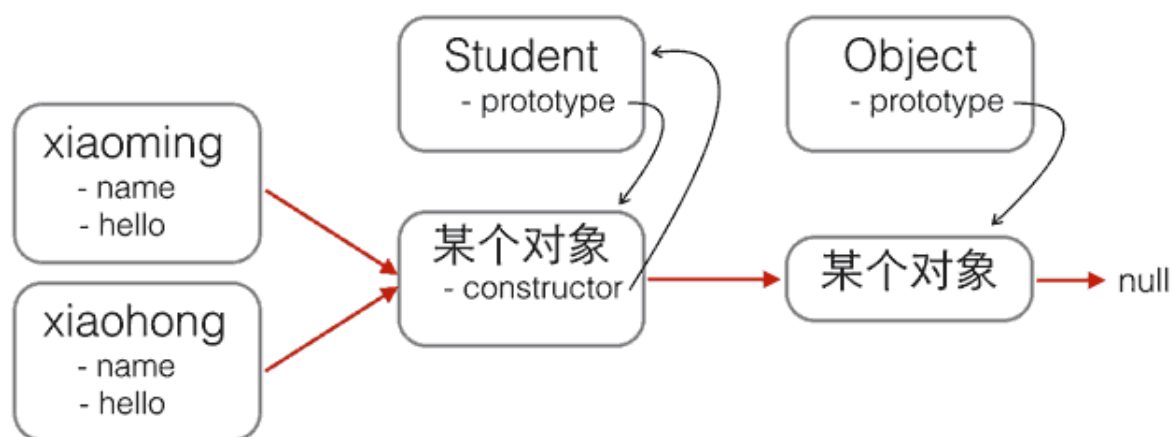 xiaoming
- name
- hello
xiaohong
- name
- hello
Student
- prototype
某个对象
- constructor
Object
- prototype
某个对象
null